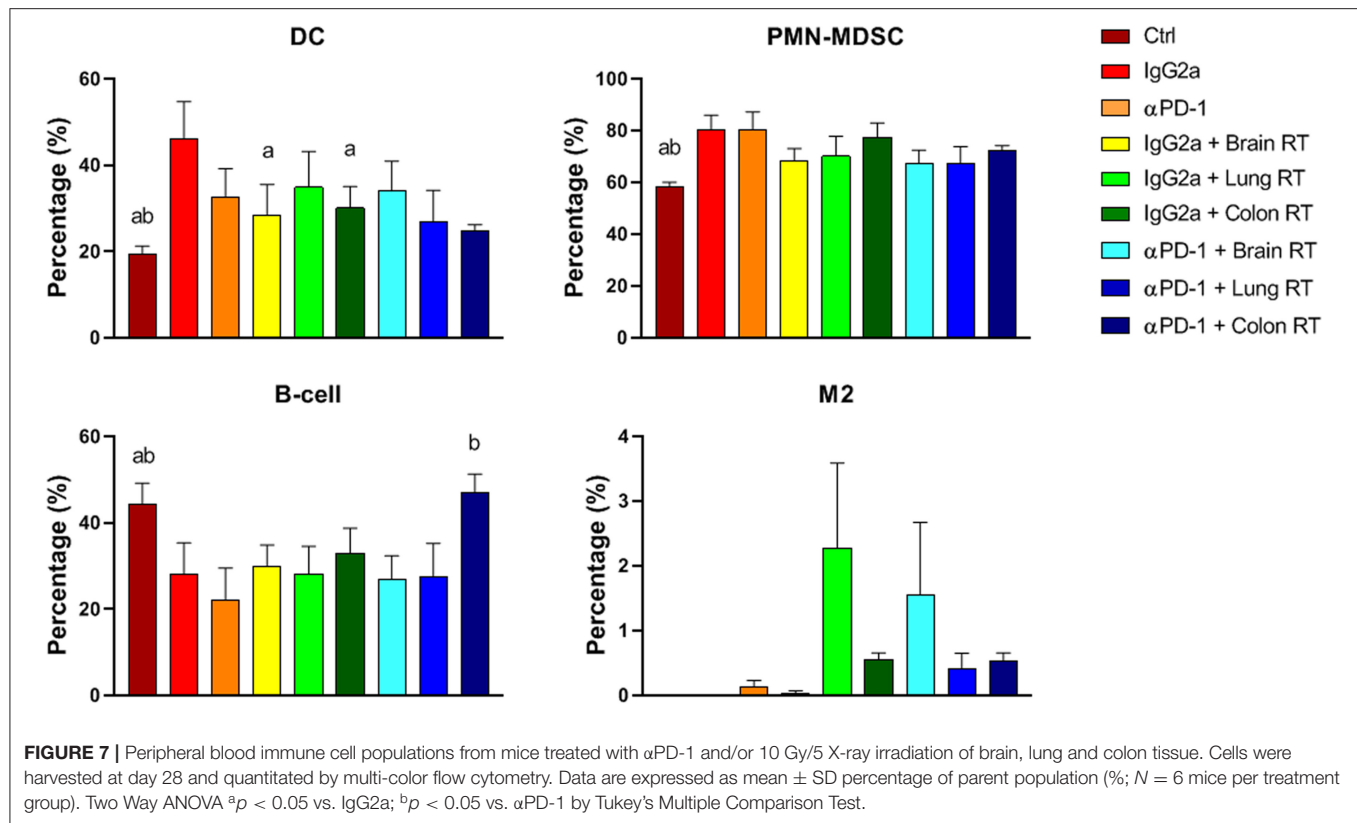 DC
PMN-MDSC
Percentage (%)
60
40
20
0
ab
a
a
Percentage (%)
100
80
60
40
20
0
ab
Ctrl
IgG2a
αPD-1
IgG2a + Brain RT
IgG2a + Lung RT
IgG2a + Colon RT
αPD-1 + Brain RT
αPD-1 + Lung RT
αPD-1 + Colon RT
B-cell
M2
Percentage (%)
60
40
20
0
ab
b
Percentage (%)
4
3
2
1
0
FIGURE 7 | Peripheral blood immune cell populations from mice treated with αPD-1 and/or 10 Gy/5 X-ray irradiation of brain, lung and colon tissue. Cells were
harvested at day 28 and quantitated by multi-color flow cytometry. Data are expressed as mean ± SD percentage of parent population (%; N = 6 mice per treatment
group). Two Way ANOVA ᵃp < 0.05 vs. IgG2a; ᵇp < 0.05 vs. αPD-1 by Tukey's Multiple Comparison Test.